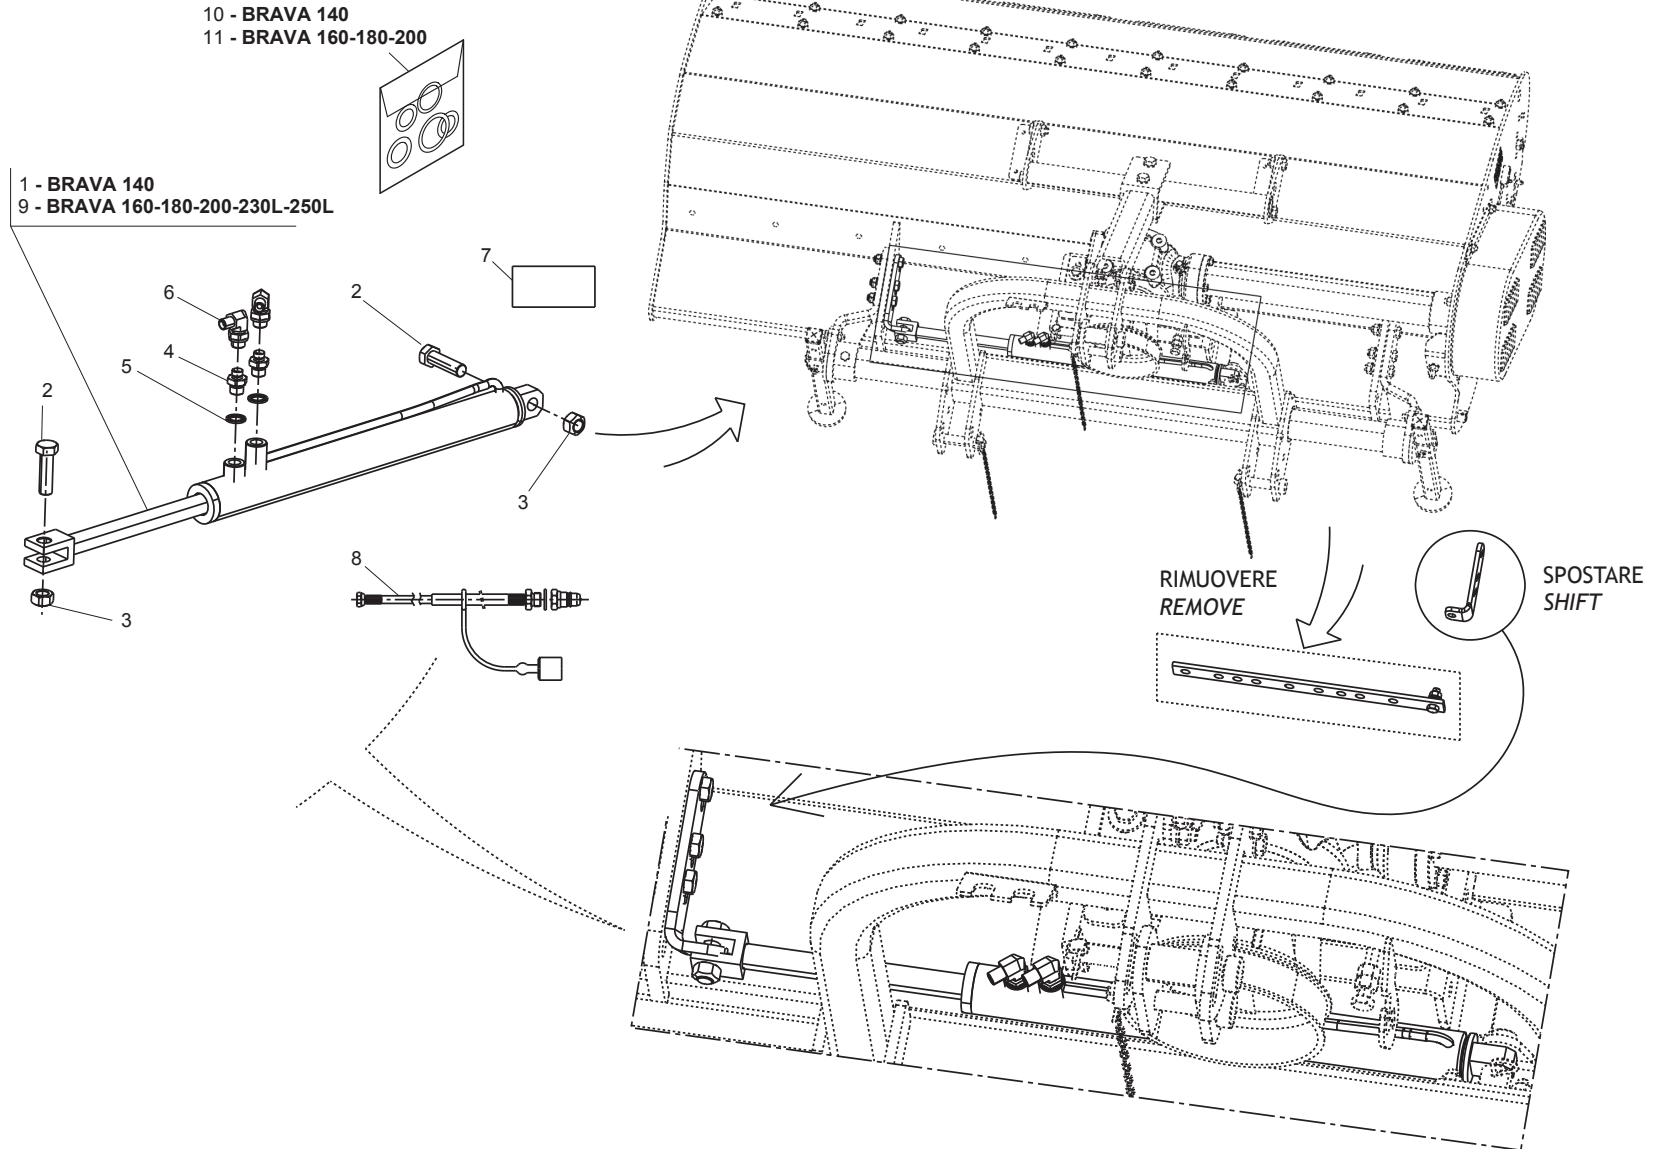 10 - BRAVA 140
11 - BRAVA 160-180-200
1 - BRAVA 140
9 - BRAVA 160-180-200-230L-250L
7
2
6
4
5
2
3
3
8
RIMUOVERE
REMOVE
SPOSTARE
SHIFT